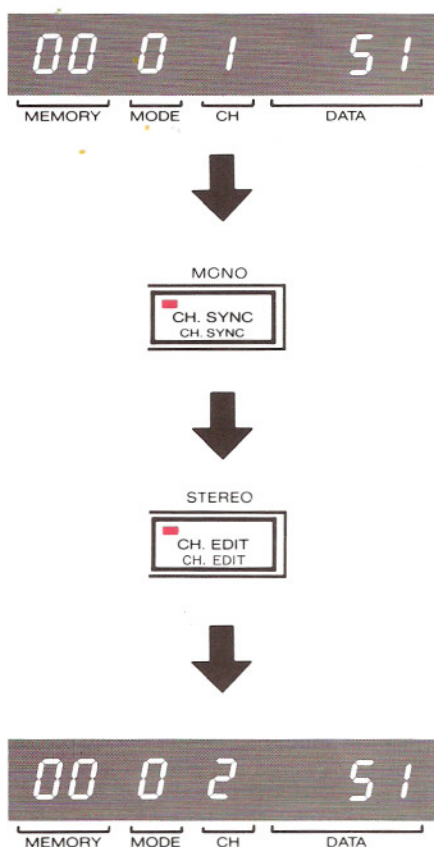 00 0 1 51
MEMORY MODE CH DATA
MONO
CH. SYNC
CH. SYNC
STEREO
CH. EDIT
CH. EDIT
00 0 2 51
MEMORY MODE CH DATA